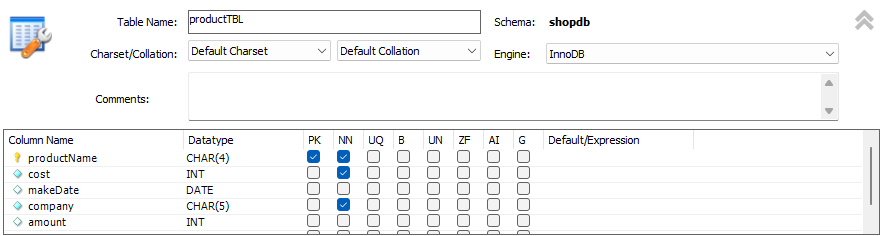 Table Name: productTBL Schema: shopdb
Charset/Collation: Default Charset Default Collation Engine: InnoDB
Comments:
Column Name Datatype PK NN UQ B UN ZF AI G Default/Expression
productName CHAR(4)
cost INT
makeDate DATE
company CHAR(5)
amount INT